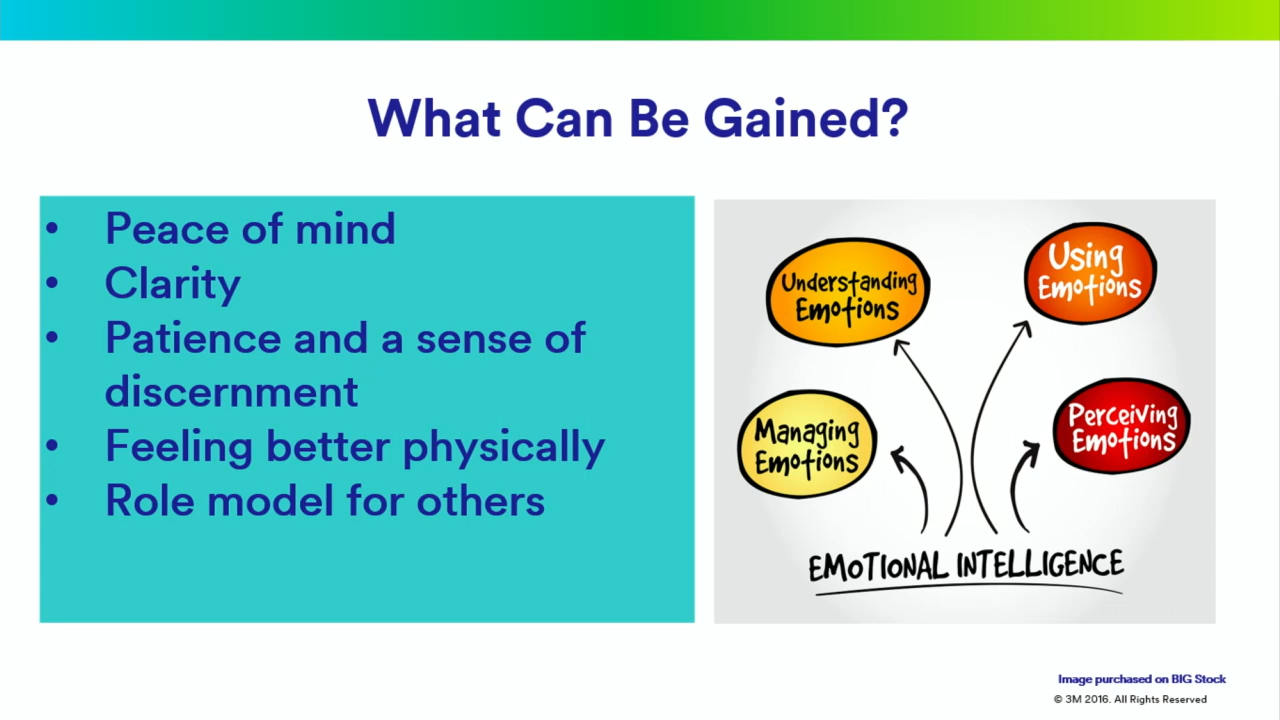 What Can Be Gained?
• Peace of mind
• Clarity
• Patience and a sense of
discernment
• Feeling better physically
• Role model for others
Understanding
Emotions
Using
Emotions
Managing
Emotions
Perceiving
Emotions
EMOTIONAL INTELLIGENCE
Image purchased on BIG Stock
© 3M 2016. All Rights Reserved